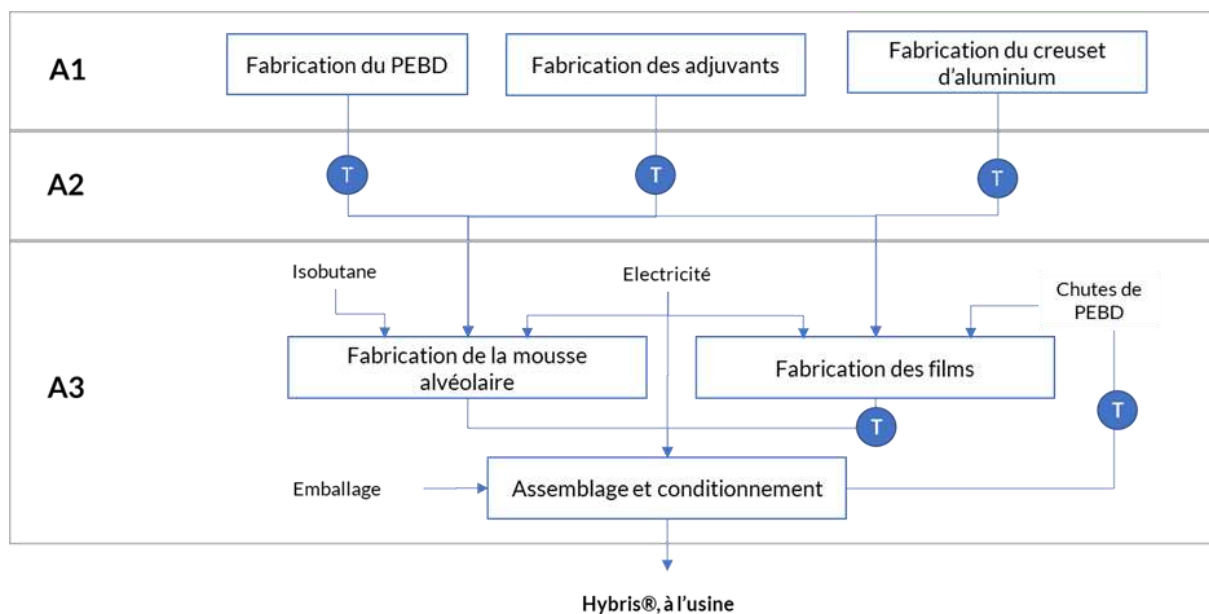 A1
Fabrication du PEBD
Fabrication des adjuvants
Fabrication du creuset
d'aluminium
A2
T
T
T
A3
Isobutane
Electricité
Chutes de
PEBD
Fabrication de la mousse
alvéolaire
Fabrication des films
T
T
Emballage
Assemblage et conditionnement
Hybris®, à l'usine